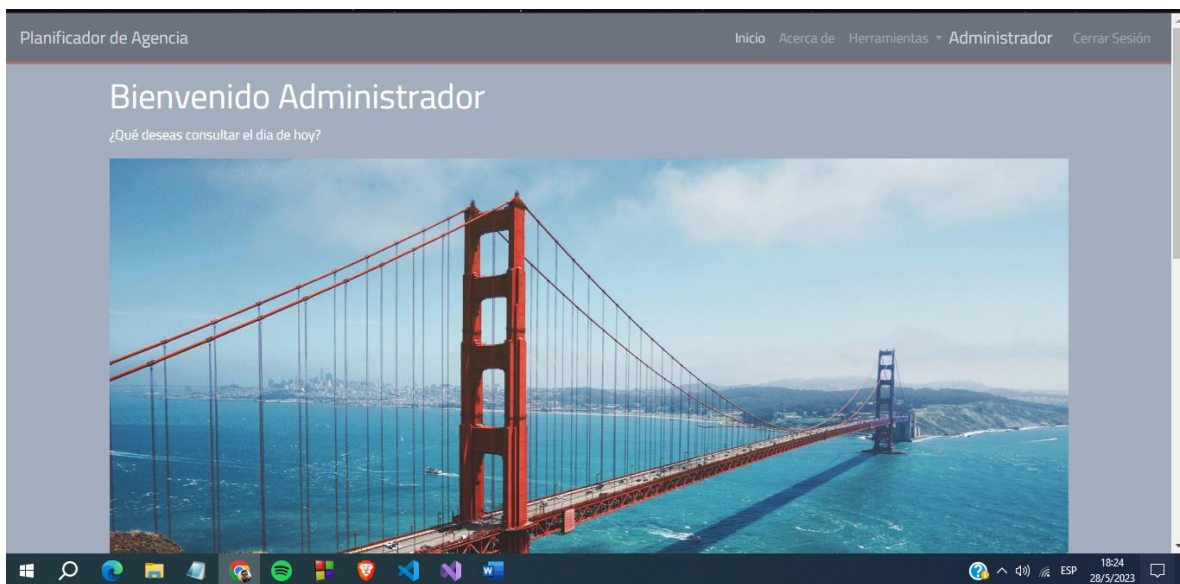 Planificador de Agencia
Inicio Acerca de Herramientas Administrador Cerrar Sesión
Bienvenido Administrador
¿Qué deseas consultar el dia de hoy?
ESP
18:24
28/5/2023